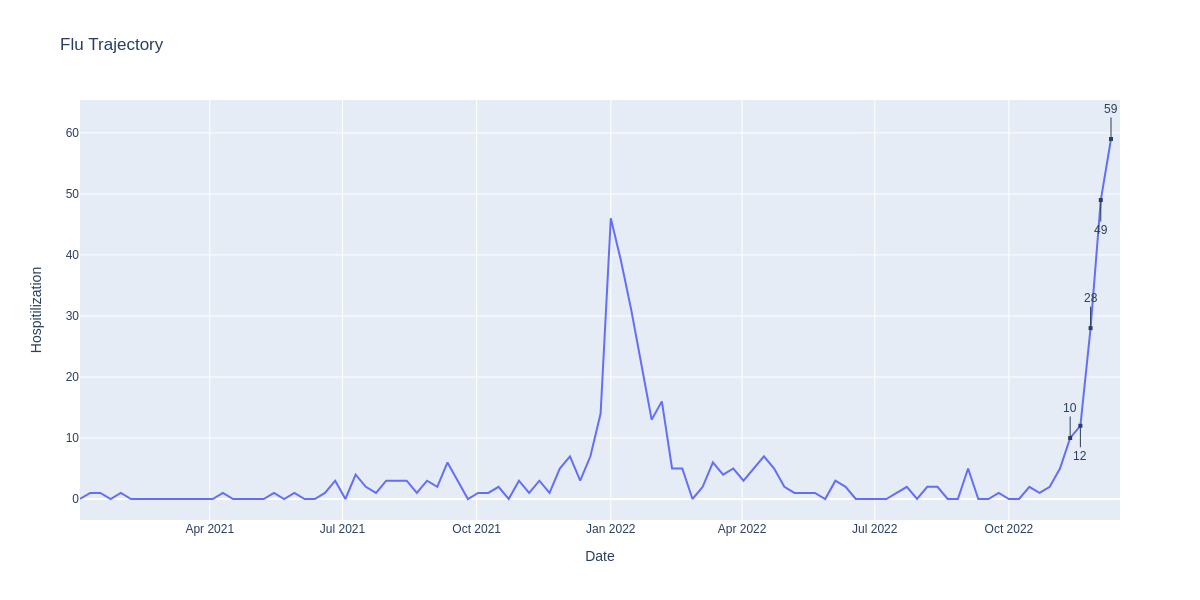 Flu Trajectory
59
60
50
49
40
28
30
20
10
10
12
0
Hospitilization
Apr 2021
Jul 2021
Oct 2021
Jan 2022
Apr 2022
Jul 2022
Oct 2022
Date